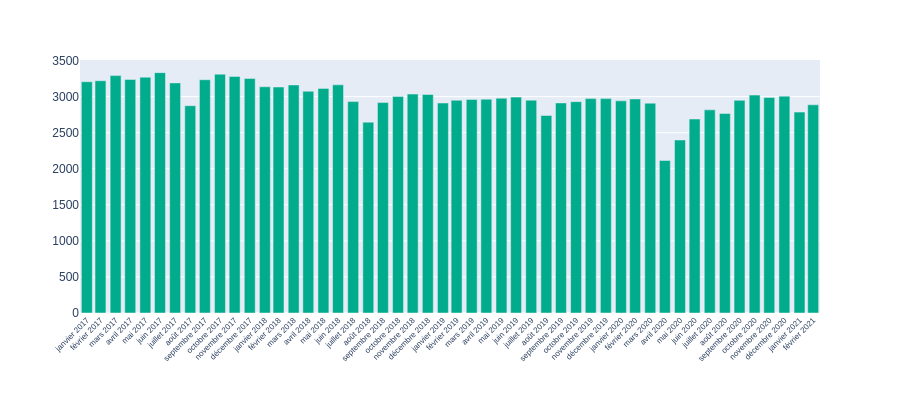 3500
3000
2500
2000
1500
1000
500
0
janvier 2017
février 2017
mars 2017
avril 2017
mai 2017
juin 2017
juillet 2017
août 2017
septembre 2017
octobre 2017
novembre 2017
décembre 2017
janvier 2018
février 2018
mars 2018
avril 2018
mai 2018
juin 2018
juillet 2018
août 2018
septembre 2018
octobre 2018
novembre 2018
décembre 2018
janvier 2019
février 2019
mars 2019
avril 2019
mai 2019
juin 2019
juillet 2019
août 2019
septembre 2019
octobre 2019
novembre 2019
décembre 2019
janvier 2020
février 2020
mars 2020
avril 2020
mai 2020
juin 2020
juillet 2020
août 2020
septembre 2020
octobre 2020
novembre 2020
décembre 2020
janvier 2021
février 2021